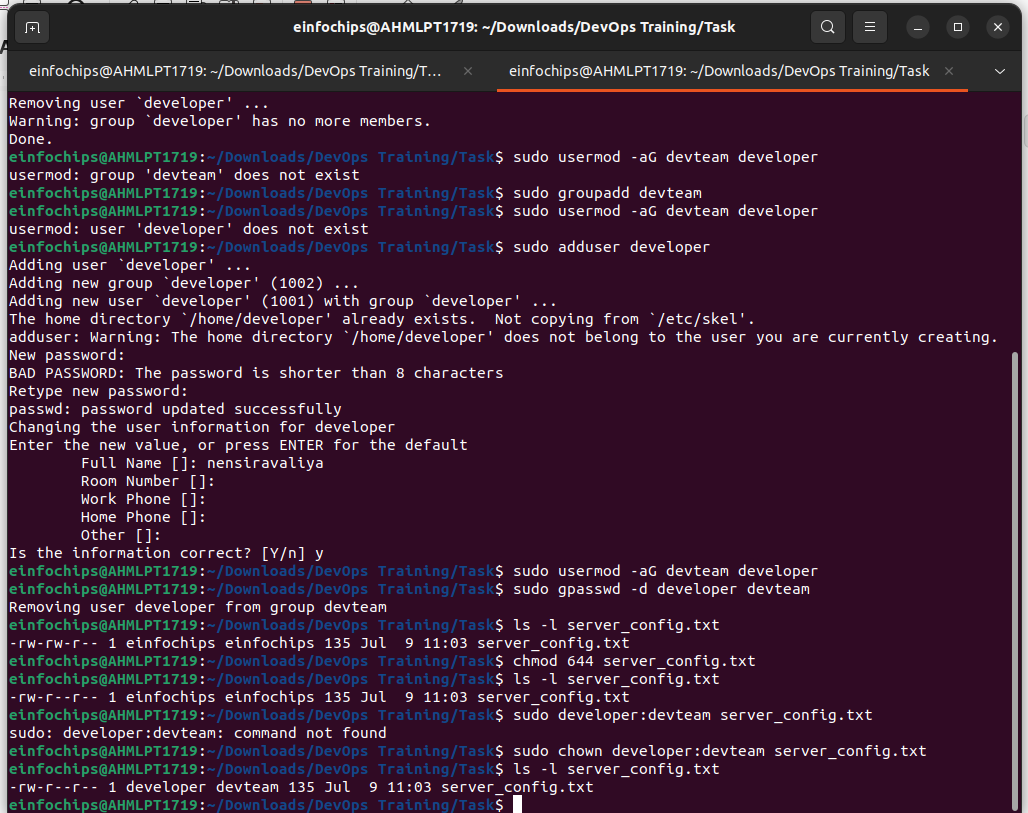 einfochips@AHMLPT1719: ~/Downloads/DevOps Training/Task
einfochips@AHMLPT1719: ~/Downloads/DevOps Training/T...
einfochips@AHMLPT1719: ~/Downloads/DevOps Training/Task
Removing user `developer' ...
Warning: group `developer' has no more members.
Done.
einfochips@AHMLPT1719:~/Downloads/DevOps Training/Task$ sudo usermod -aG devteam developer
usermod: group 'devteam' does not exist
einfochips@AHMLPT1719:~/Downloads/DevOps Training/Task$ sudo groupadd devteam
einfochips@AHMLPT1719:~/Downloads/DevOps Training/Task$ sudo usermod -aG devteam developer
usermod: user 'developer' does not exist
einfochips@AHMLPT1719:~/Downloads/DevOps Training/Task$ sudo adduser developer
Adding user `developer' ...
Adding new group `developer' (1002) ...
Adding new user `developer' (1001) with group `developer' ...
The home directory `/home/developer' already exists.  Not copying from `/etc/skel'.
adduser: Warning: The home directory `/home/developer' does not belong to the user you are currently creating.
New password:
BAD PASSWORD: The password is shorter than 8 characters
Retype new password:
passwd: password updated successfully
Changing the user information for developer
Enter the new value, or press ENTER for the default
        Full Name []: nensiravaliya
        Room Number []:
        Work Phone []:
        Home Phone []:
        Other []:
Is the information correct? [Y/n] y
einfochips@AHMLPT1719:~/Downloads/DevOps Training/Task$ sudo usermod -aG devteam developer
einfochips@AHMLPT1719:~/Downloads/DevOps Training/Task$ sudo gpasswd -d developer devteam
Removing user developer from group devteam
einfochips@AHMLPT1719:~/Downloads/DevOps Training/Task$ ls -l server_config.txt
-rw-rw-r-- 1 einfochips einfochips 135 Jul  9 11:03 server_config.txt
einfochips@AHMLPT1719:~/Downloads/DevOps Training/Task$ chmod 644 server_config.txt
einfochips@AHMLPT1719:~/Downloads/DevOps Training/Task$ ls -l server_config.txt
-rw-r--r-- 1 einfochips einfochips 135 Jul  9 11:03 server_config.txt
einfochips@AHMLPT1719:~/Downloads/DevOps Training/Task$ sudo developer:devteam server_config.txt
sudo: developer:devteam: command not found
einfochips@AHMLPT1719:~/Downloads/DevOps Training/Task$ sudo chown developer:devteam server_config.txt
einfochips@AHMLPT1719:~/Downloads/DevOps Training/Task$ ls -l server_config.txt
-rw-r--r-- 1 developer devteam 135 Jul  9 11:03 server_config.txt
einfochips@AHMLPT1719:~/Downloads/DevOps Training/Task$